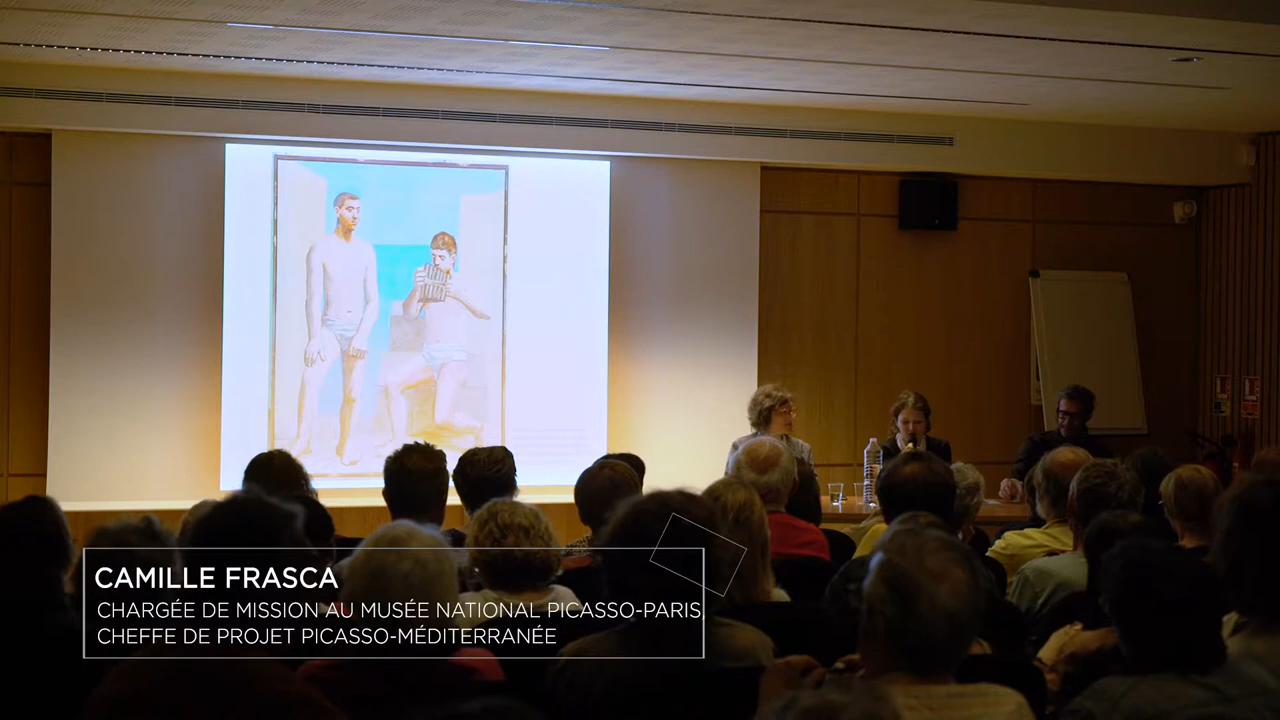 CAMILLE FRASCA
CHARGÉE DE MISSION AU MUSÉE NATIONAL PICASSO-PARIS,
CHEFFE DE PROJET PICASSO-MÉDITERRANÉE